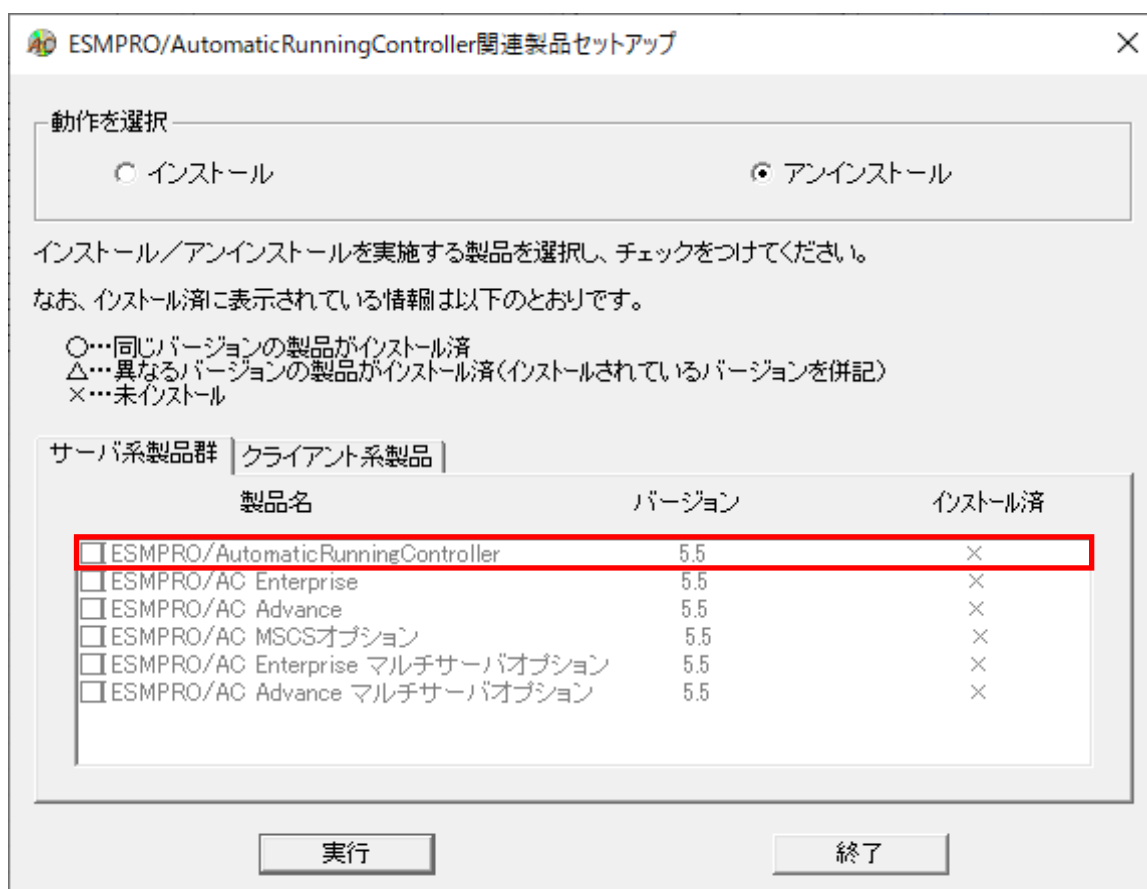 ESMPRO/AutomaticRunningController関連製品セットアップ
動作を選択
インストール アンインストール
インストール／アンインストールを実施する製品を選択し、チェックをつけてください。
なお、インストール済に表示されている情報は以下のとおりです。
○…同じバージョンの製品がインストール済
△…異なるバージョンの製品がインストール済(インストールされているバージョンを併記)
×…未インストール
サーバ系製品群 クライアント系製品
製品名 バージョン インストール済
ESMPRO/AutomaticRunningController 5.5 ×
ESMPRO/AC Enterprise 5.5 ×
ESMPRO/AC Advance 5.5 ×
ESMPRO/AC MSCSオプション 5.5 ×
ESMPRO/AC Enterprise マルチサーバオプション 5.5 ×
ESMPRO/AC Advance マルチサーバオプション 5.5 ×
実行 終了